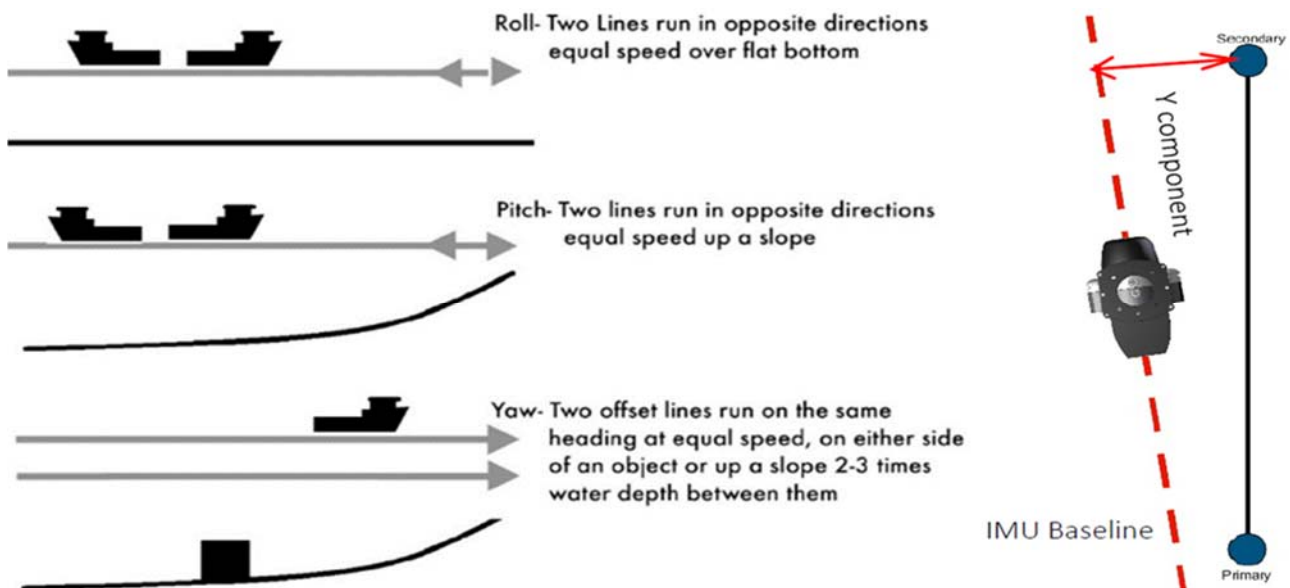 Roll- Two Lines run in opposite directions
equal speed over flat bottom
Pitch- Two lines run in opposite directions
equal speed up a slope
Yaw- Two offset lines run on the same
heading at equal speed, on either side
of an object or up a slope 2-3 times
water depth between them
Secondary
Y component
IMU Baseline
Primary